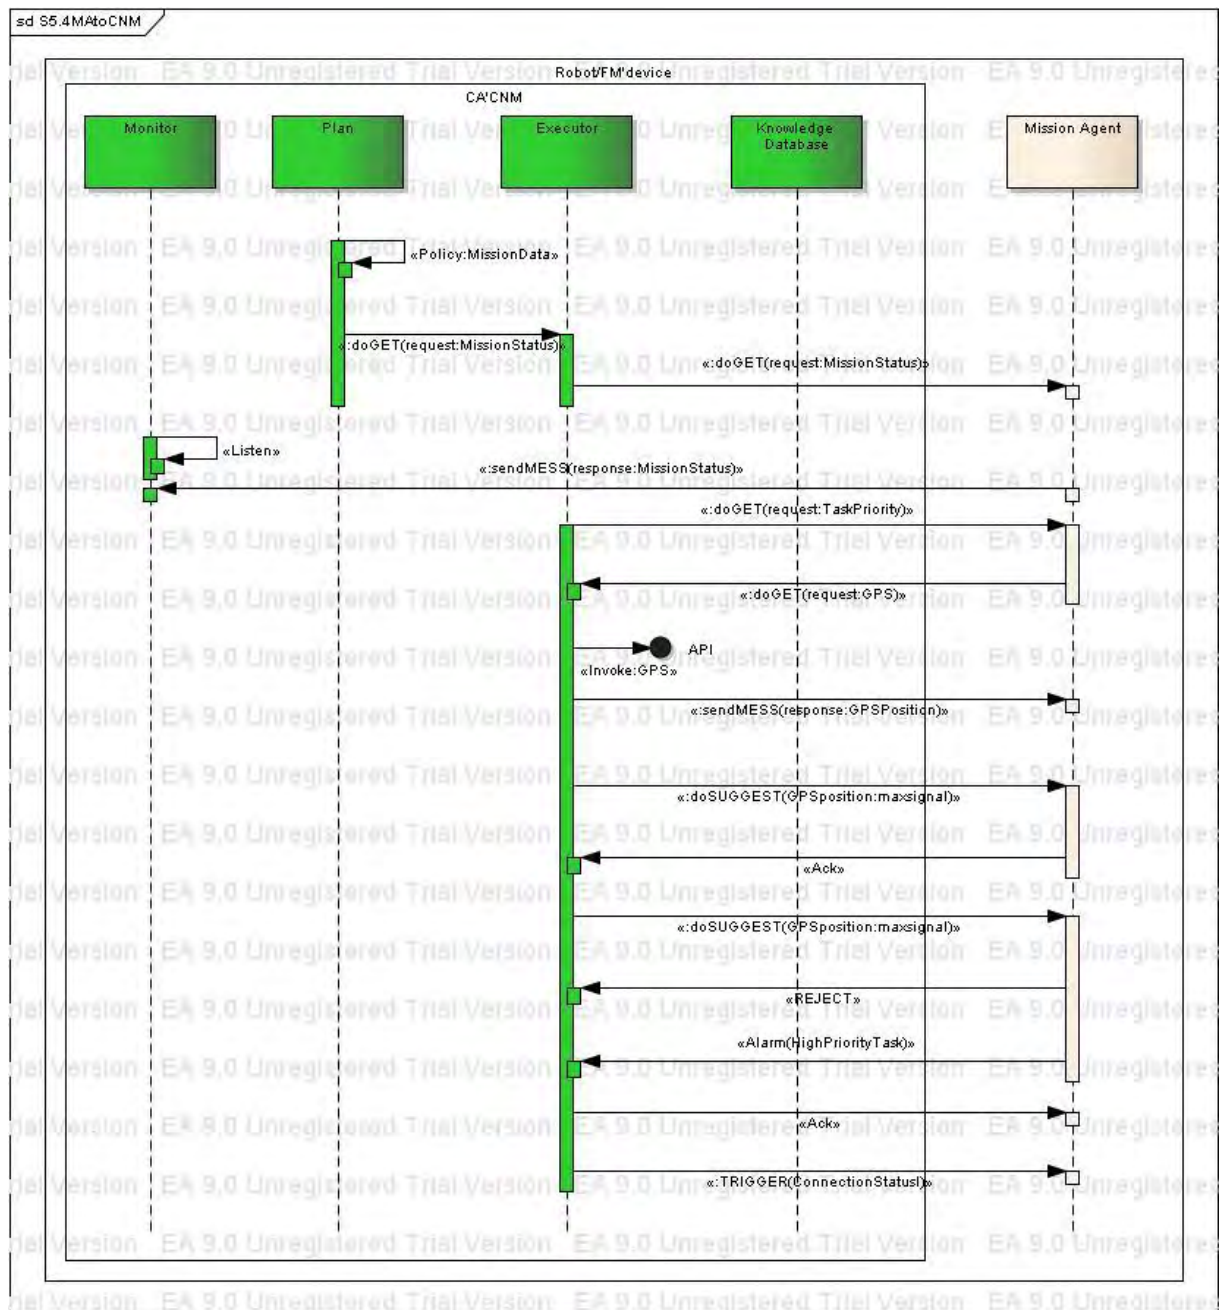 sd S5.4MAtoCNM
Robot/FM'device
CA'CNM
Monitor
Plan
Executor
Knowledge
Database
Mission Agent
«Policy:MissionData»
«:doGET(request:MissionStatus)»
«:doGET(request:MissionStatus)»
«Listen»
«:sendMESS(response:MissionStatus)»
«:doGET(request:TaskPriority)»
«:doGET(request:GPS)»
API
«Invoke:GPS»
«:sendMESS(response:GPSPosition)»
«:doSUGGEST(GPSposition:maxsignal)»
«Ack»
«:doSUGGEST(GPSposition:maxsignal)»
«REJECT»
«Alarm(HighPriorityTask)»
«Ack»
«:TRIGGER(ConnectionStatusI)»
EA 9.0 Unregistered Trial Version